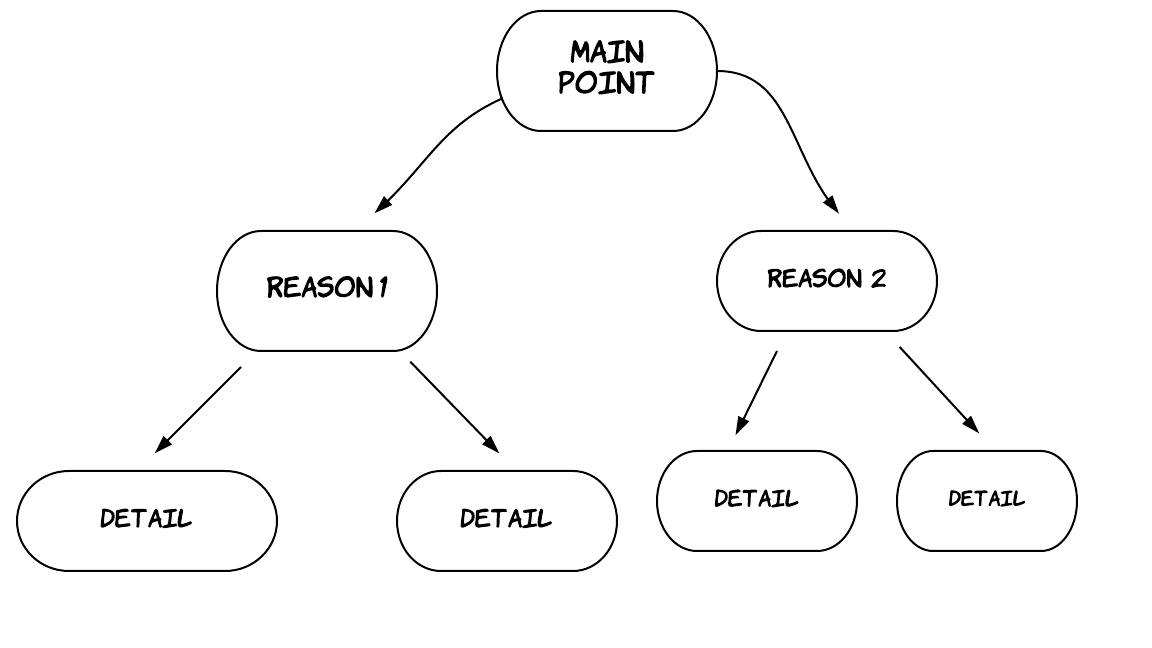 MAIN
POINT
REASON 1
REASON 2
DETAIL
DETAIL
DETAIL
DETAIL